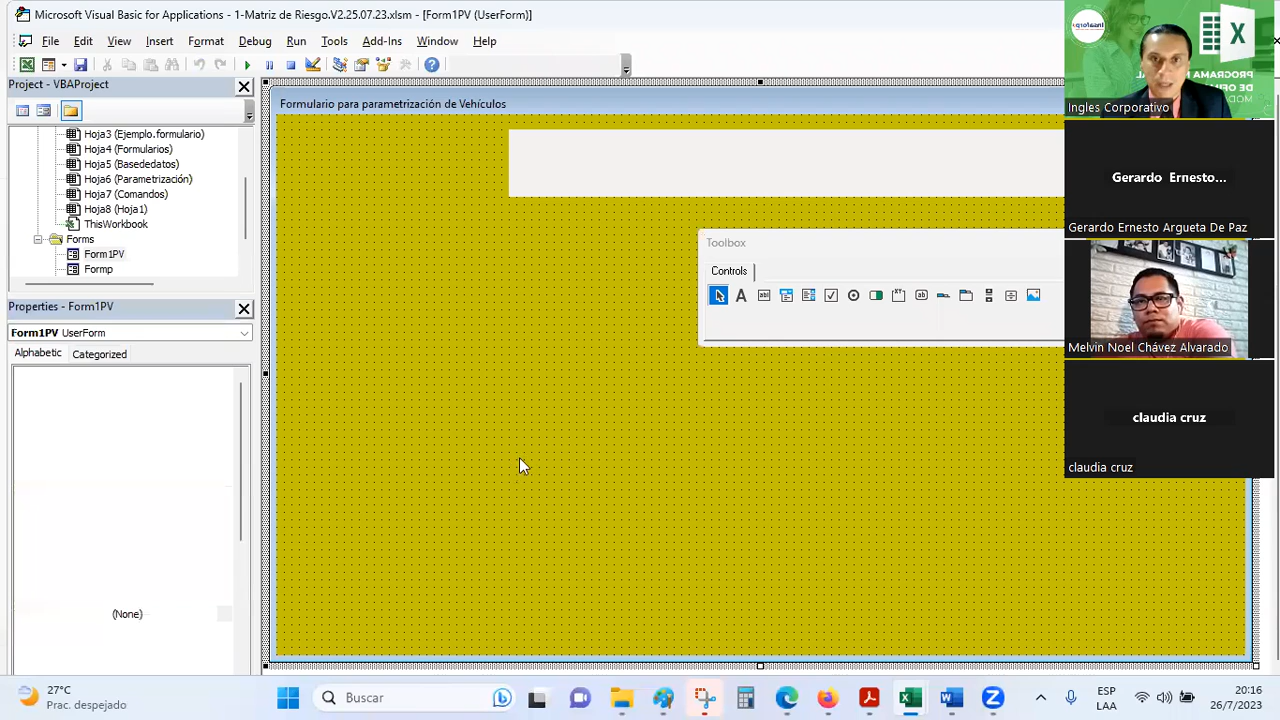 Microsoft Visual Basic for Applications - 1-Matriz de Riesgo.V2.25.07.23.xlsm - [Form1PV (UserForm)]
File Edit View Insert Format Debug Run Tools Add-Ins Window Help
Project - VBAProject
Hoja3 (Ejemplo.formulario)
Hoja4 (Formularios)
Hoja5 (Basededatos)
Hoja6 (Parametrización)
Hoja7 (Comandos)
Hoja8 (Hoja1)
ThisWorkbook
Forms
Form1PV
Formp
Properties - Form1PV
Form1PV UserForm
Alphabetic Categorized
(None)
Formulario para parametrización de Vehículos
Toolbox
Controls
Ingles Corporativo
Gerardo Ernesto...
Gerardo Ernesto Argueta De Paz
Melvin Noel Chávez Alvarado
claudia cruz
claudia cruz
27°C
Prac. despejado
Buscar
ESP
LAA
20:16
26/7/2023